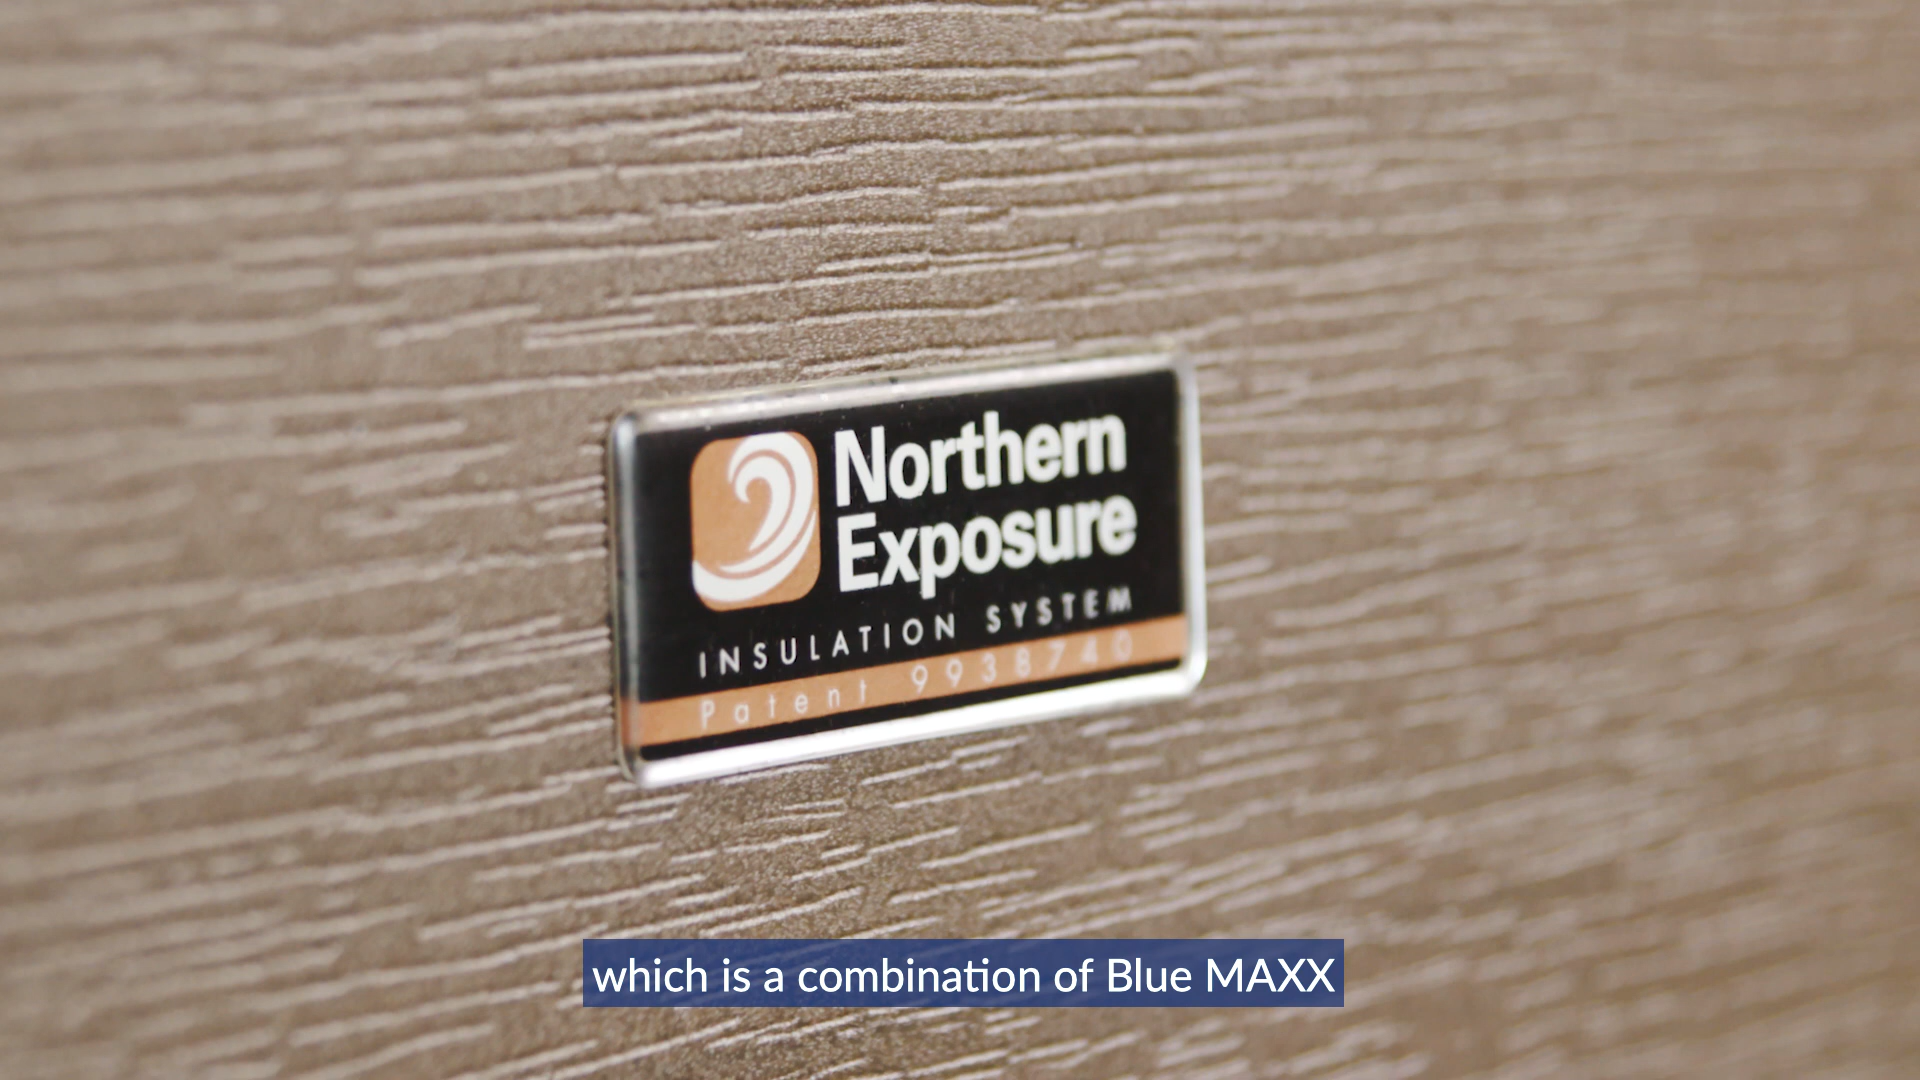 Northern
Exposure
INSULATION SYSTEM
Patent 9938740
which is a combination of Blue MAXX